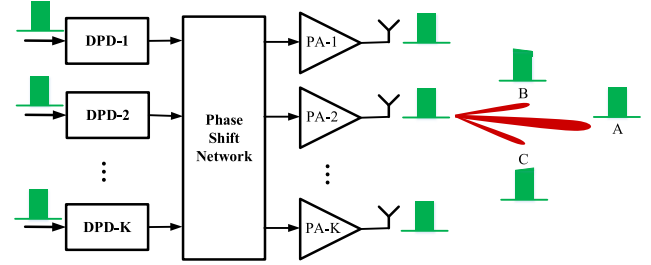 DPD-1
DPD-2
DPD-K
Phase
Shift
Network
PA-1
PA-2
PA-K
B
A
C